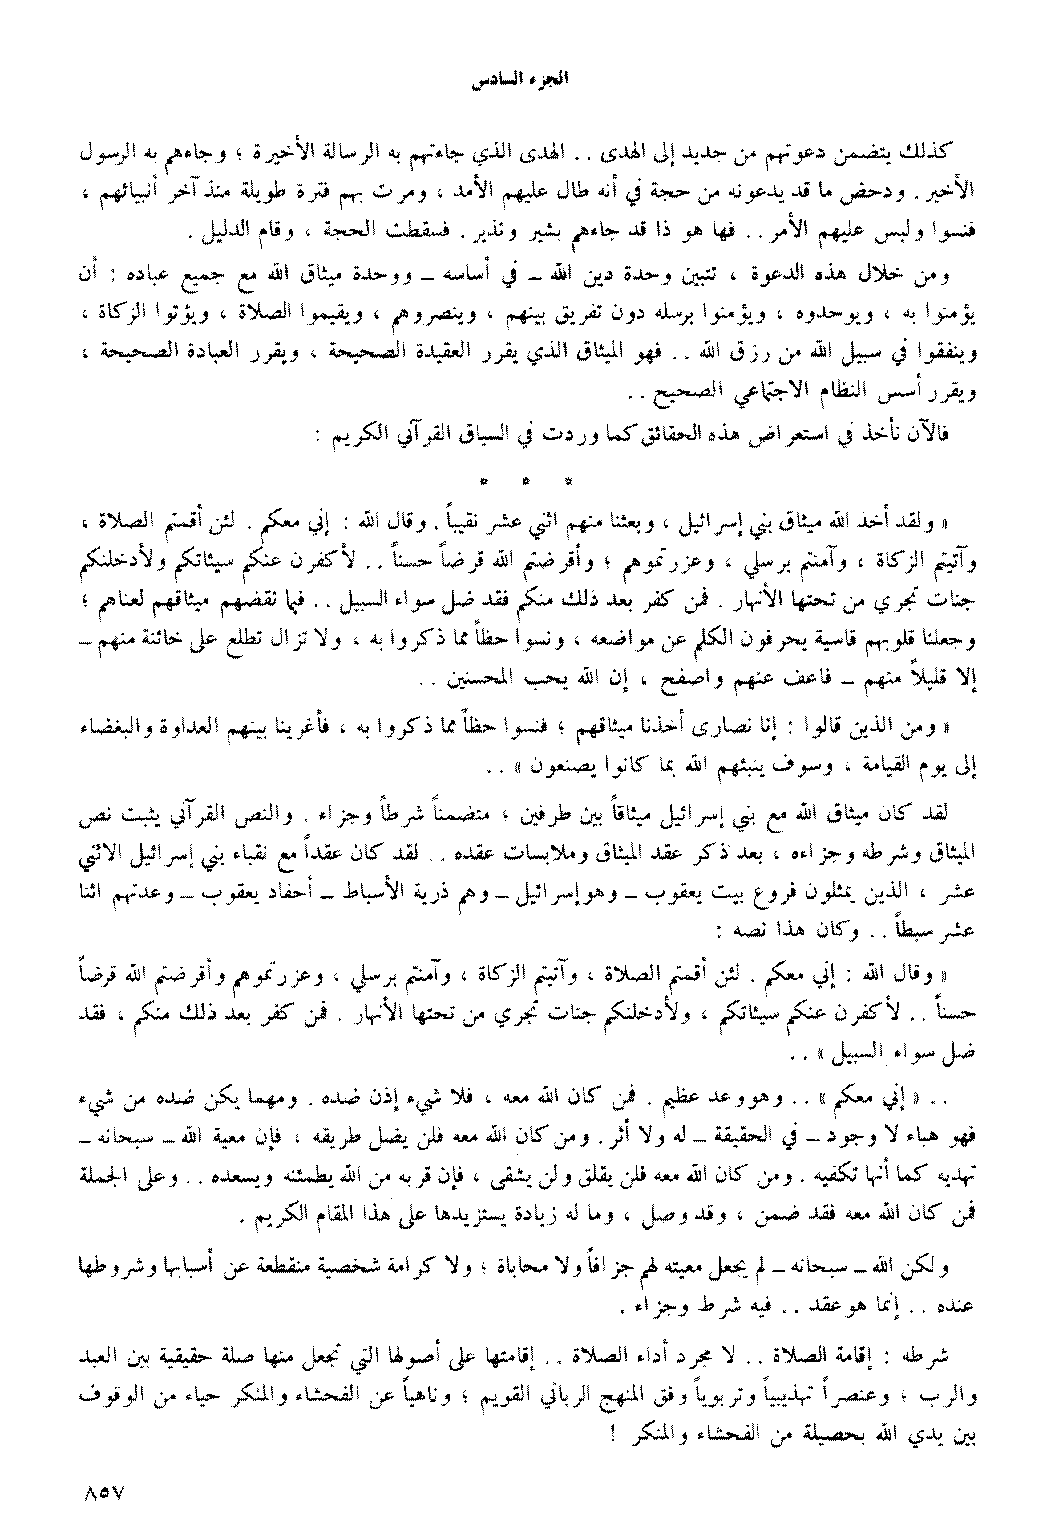 الجزء السادس
كذلك يتضمن دعوتهم من جديد إلى الهدى .. الهدى الذي جاءتهم به الرسالة الأخيرة ؛ وجاءهم به الرسول
الأخير . ودحض ما قد يدعونه من حجة في أنه طال عليهم الأمد ، ومرت بهم فترة طويلة منذ آخر أنبيائهم ،
فنسوا ولبس عليهم الأمر .. فها هو ذا قد جاءهم بشير ونذير . فسقطت الحجة ، وقام الدليل .
ومن خلال هذه الدعوة ، تتبين وحدة دين الله – في أساسه – ووحدة ميثاق الله مع جميع عباده : أن
يؤمنوا به ، ويوحدوه ، ويؤمنوا برسله دون تفريق بينهم ، وينصروهم ، ويقيموا الصلاة ، ويؤتوا الزكاة ،
وينفقوا في سبيل الله من رزق الله .. فهو الميثاق الذي يقرر العقيدة الصحيحة ، ويقرر العبادة الصحيحة ،
ويقرر أسس النظام الاجتماعي الصحيح ..
فالآن نأخذ في استعراض هذه الحقائق كما وردت في السياق القرآني الكريم :
* * *
« ولقد أخذ الله ميثاق بني إسرائيل ، وبعثنا منهم اثني عشر نقيباً . وقال الله : إني معكم . لئن أقمتم الصلاة ،
وآتيتم الزكاة ، وآمنتم برسلي ، وعزرتموهم ؛ وأقرضتم الله قرضاً حسناً .. لأكفرن عنكم سيئاتكم ولأدخلنكم
جنات تجري من تحتها الأنهار . فمن كفر بعد ذلك منكم فقد ضل سواء السبيل .. فبما نقضهم ميثاقهم لعناهم ؛
وجعلنا قلوبهم قاسية يحرفون الكلم عن مواضعه ، ونسوا حظاً مما ذكروا به ، ولا تزال تطلع على خائنة منهم –
إلا قليلاً منهم – فاعف عنهم واصفح ، إن الله يحب المحسنين ..
« ومن الذين قالوا : إنا نصارى أخذنا ميثاقهم ؛ فنسوا حظاً مما ذكروا به ، فأغرينا بينهم العداوة والبغضاء
إلى يوم القيامة ، وسوف ينبئهم الله بما كانوا يصنعون » ..
لقد كان ميثاق الله مع بني إسرائيل ميثاقاً بين طرفين ؛ متضمناً شرطاً وجزاء . والنص القرآني يثبت نص
الميثاق وشرطه وجزاءه ، بعد ذكر عقد الميثاق وملابسات عقده .. لقد كان عقداً مع نقباء بني إسرائيل الاثني
عشر ، الذين يمثلون فروع بيت يعقوب – وهو إسرائيل – وهم ذرية الأسباط – أحفاد يعقوب – وعدتهم اثنا
عشر سبطاً .. وكان هذا نصه :
« وقال الله : إني معكم . لئن أقمتم الصلاة ، وآتيتم الزكاة ، وآمنتم برسلي ، وعزرتموهم وأقرضتم الله قرضاً
حسناً .. لأكفرن عنكم سيئاتكم ، ولأدخلنكم جنات تجري من تحتها الأنهار . فمن كفر بعد ذلك منكم ، فقد
ضل سواء السبيل » ..
.. « إني معكم » .. وهو وعد عظيم . فمن كان الله معه ، فلا شيء إذن ضده . ومهما يكن ضده من شيء
فهو هباء لا وجود – في الحقيقة – له ولا أثر . ومن كان الله معه فلن يضل طريقه ، فإن معية الله – سبحانه –
تهديه كما أنها تكفيه . ومن كان الله معه فلن يقلق ولن يشقى ، فإن قربه من الله يطمئنه ويسعده .. وعلى الجملة
فمن كان الله معه فقد ضمن ، وقد وصل ، وما له زيادة يستزيدها على هذا المقام الكريم .
ولكن الله – سبحانه – لم يجعل معيته لهم جزافاً ولا محاباة ؛ ولا كرامة شخصية منقطعة عن أسبابها وشروطها
عنده .. إنما هو عقد .. فيه شرط وجزاء .
شرطه : إقامة الصلاة .. لا مجرد أداء الصلاة .. إقامتها على أصولها التي تجعل منها صلة حقيقية بين العبد
والرب ؛ وعنصراً تهذيبياً وتربوياً وفق المنهج الرباني القويم ؛ وناهياً عن الفحشاء والمنكر حياء من الوقوف
بين يدي الله بحصيلة من الفحشاء والمنكر !
٨٥٧